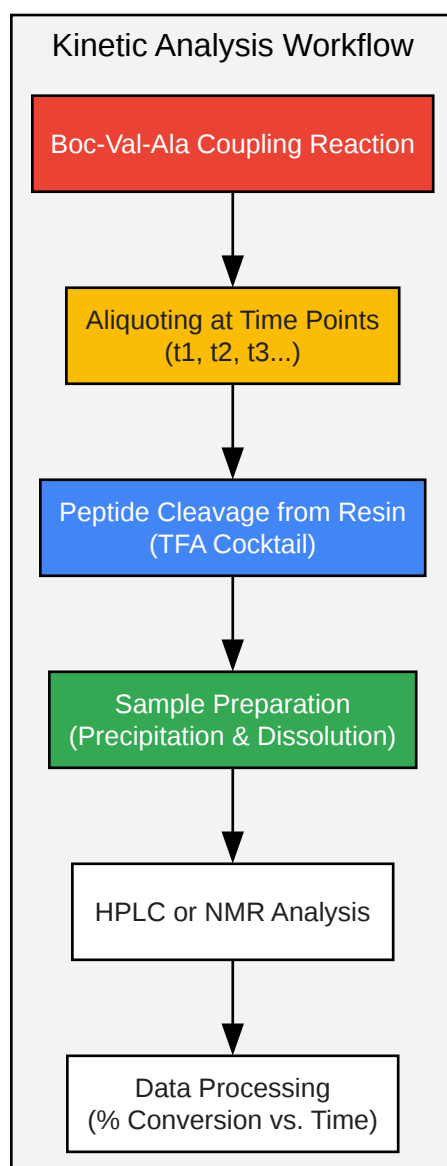 Kinetic Analysis Workflow
Boc-Val-Ala Coupling Reaction
Aliquoting at Time Points
(t1, t2, t3...)
Peptide Cleavage from Resin
(TFA Cocktail)
Sample Preparation
(Precipitation & Dissolution)
HPLC or NMR Analysis
Data Processing
(% Conversion vs. Time)